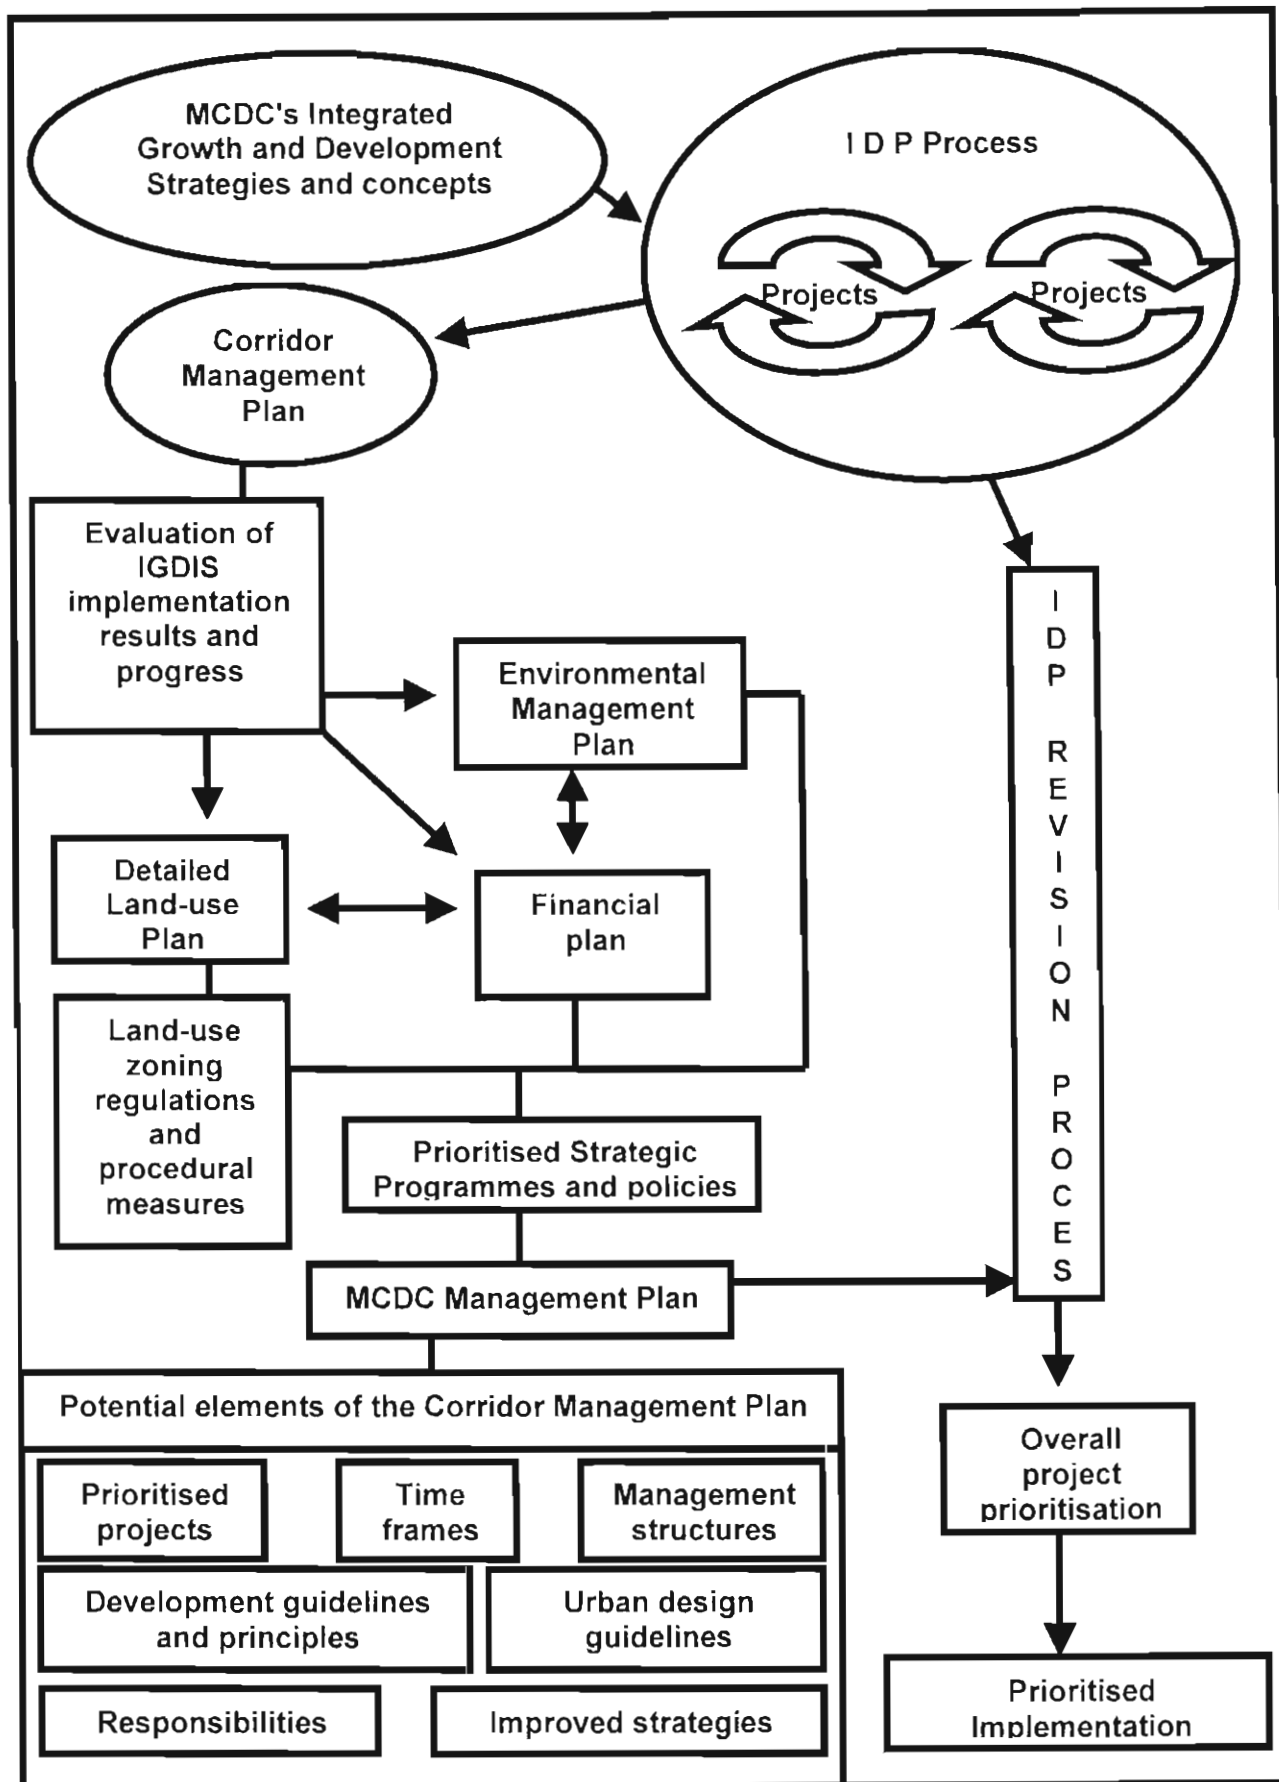 MCDC's Integrated
Growth and Development
Strategies and concepts
I D P Process
Projects
Projects
Corridor
Management
Plan
Evaluation of
IGDIS
implementation
results and
progress
Environmental
Management
Plan
Detailed
Land-use
Plan
Financial
plan
Land-use
zoning
regulations
and
procedural
measures
Prioritised Strategic
Programmes and policies
MCDC Management Plan
I
D
P
R
E
V
I
S
I
O
N
P
R
O
C
E
S
Potential elements of the Corridor Management Plan
Prioritised
projects
Time
frames
Management
structures
Development guidelines
and principles
Urban design
guidelines
Responsibilities
Improved strategies
Overall
project
prioritisation
Prioritised
Implementation